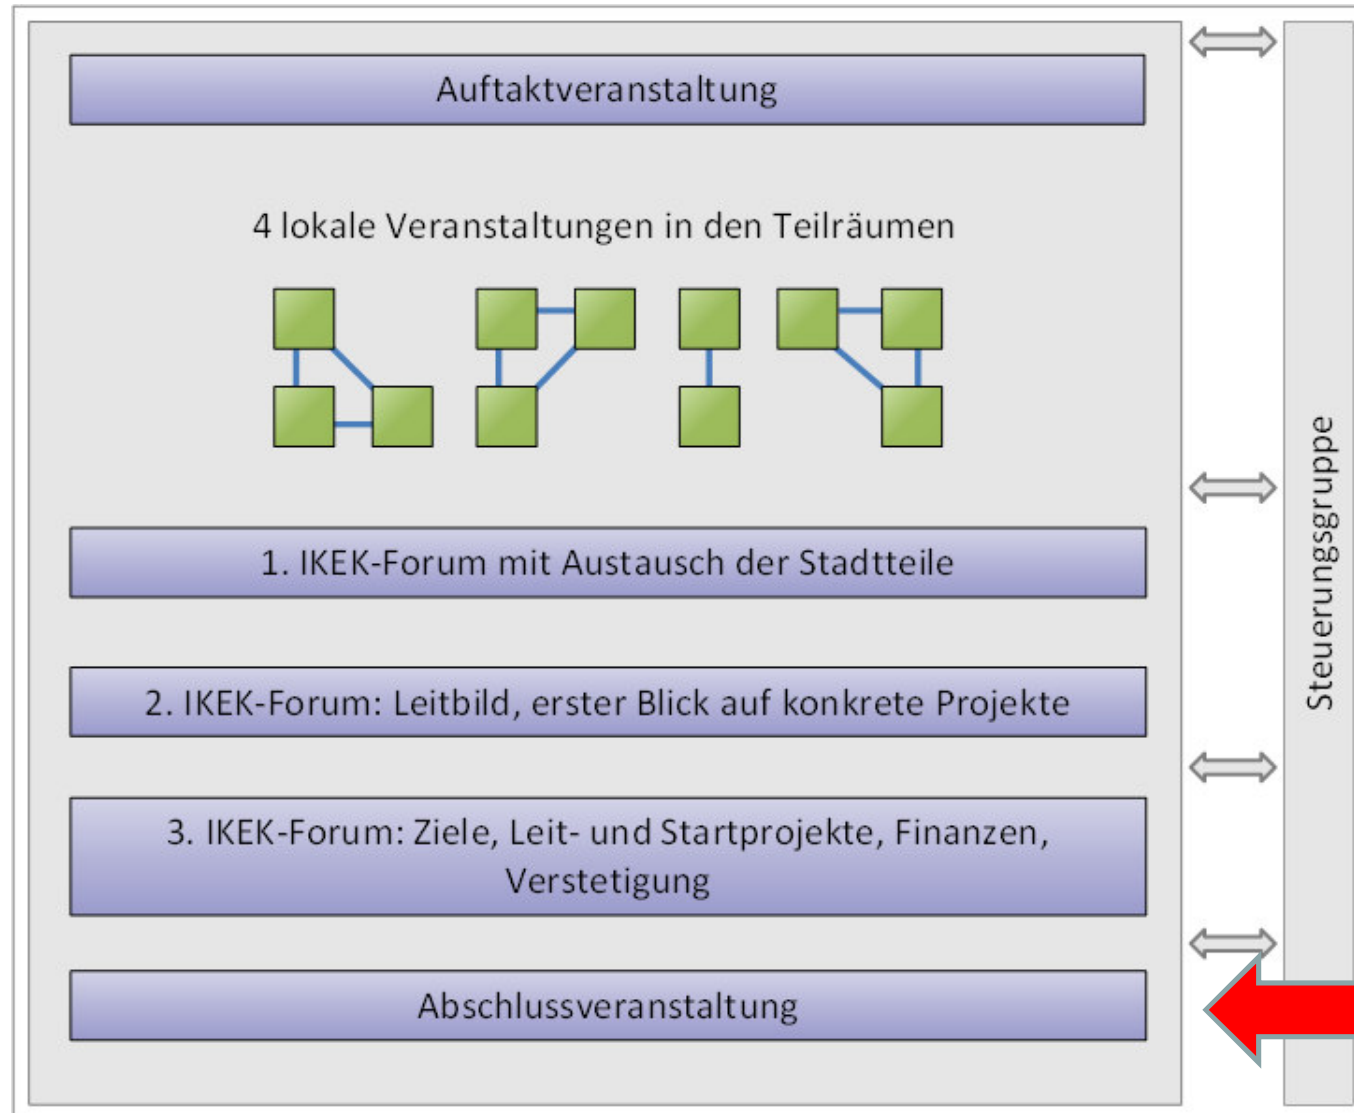 Auftaktveranstaltung
4 lokale Veranstaltungen in den Teilräumen
1. IKEK-Forum mit Austausch der Stadtteile
2. IKEK-Forum: Leitbild, erster Blick auf konkrete Projekte
3. IKEK-Forum: Ziele, Leit- und Startprojekte, Finanzen,
Verstetigung
Abschlussveranstaltung
Steuerungsgruppe